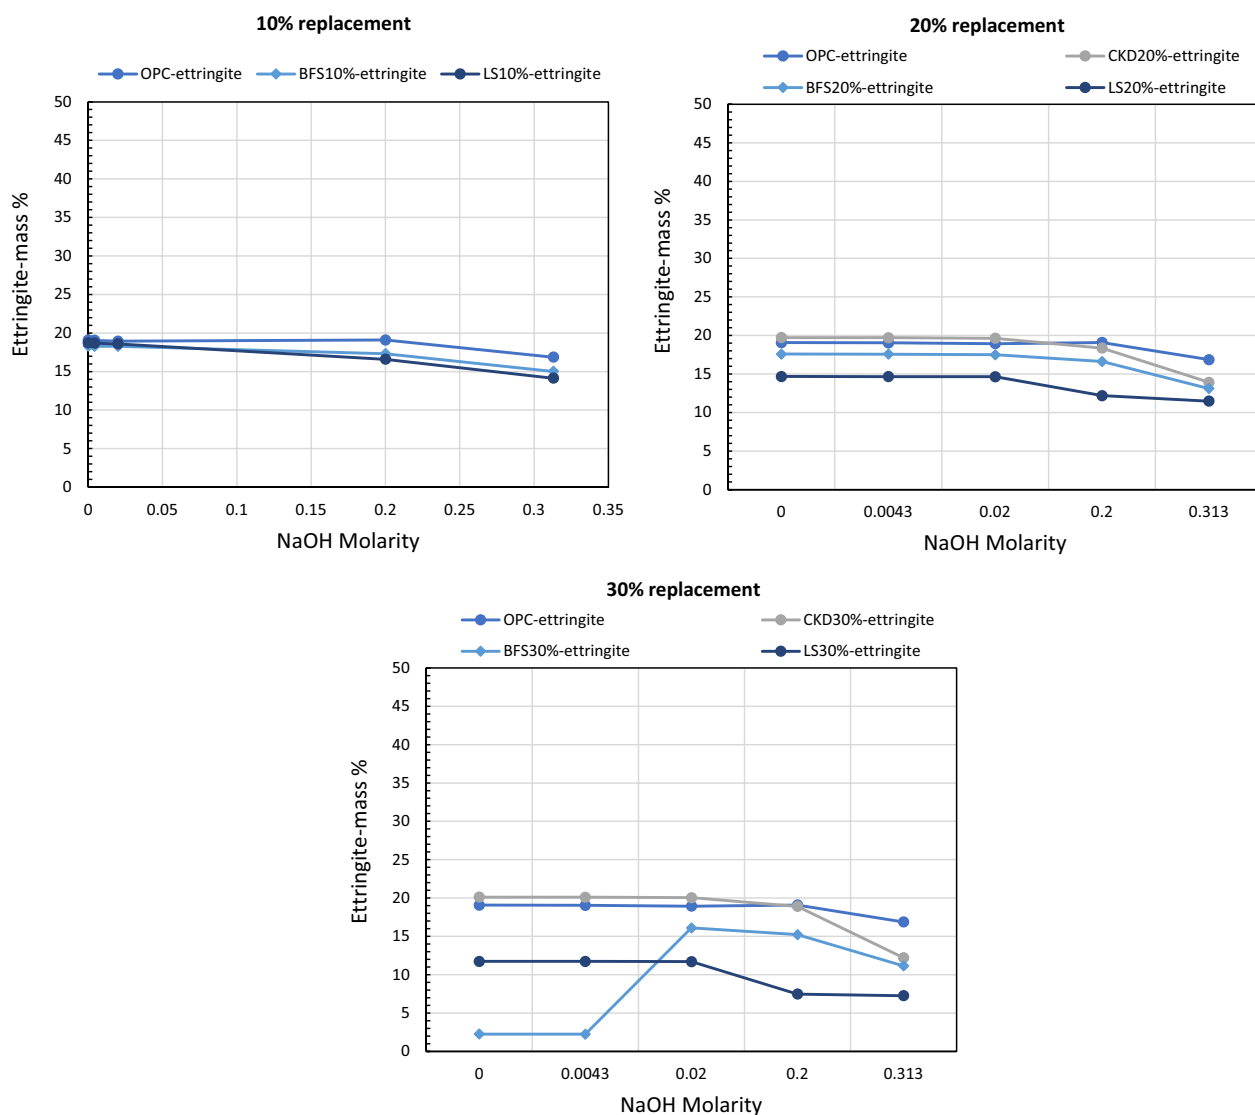 10% replacement
OPC-ettringite BFS10%-ettringite LS10%-ettringite
50
45
40
35
30
25
20
15
10
5
0
Ettringite-mass %
0 0.05 0.1 0.15 0.2 0.25 0.3 0.35
NaOH Molarity
20% replacement
OPC-ettringite CKD20%-ettringite
BFS20%-ettringite LS20%-ettringite
50
45
40
35
30
25
20
15
10
5
0
Ettringite-mass %
0 0.0043 0.02 0.2 0.313
NaOH Molarity
30% replacement
OPC-ettringite CKD30%-ettringite
BFS30%-ettringite LS30%-ettringite
50
45
40
35
30
25
20
15
10
5
0
Ettringite-mass %
0 0.0043 0.02 0.2 0.313
NaOH Molarity